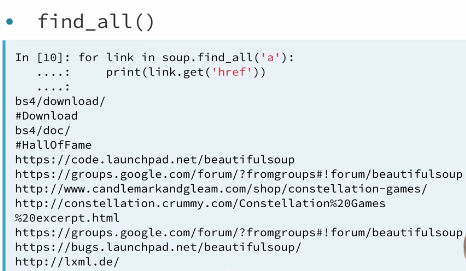 • find_all()
In [10]: for link in soup.find_all('a'):
   ....:     print(link.get('href'))
   ....:
bs4/download/
#Download
bs4/doc/
#HallOfFame
https://code.launchpad.net/beautifulsoup
https://groups.google.com/forum/?fromgroups#!forum/beautifulsoup
http://www.candlemarkandgleam.com/shop/constellation-games/
http://constellation.crummy.com/Constellation%20Games
%20excerpt.html
https://groups.google.com/forum/?fromgroups#!forum/beautifulsoup
https://bugs.launchpad.net/beautifulsoup/
http://lxml.de/